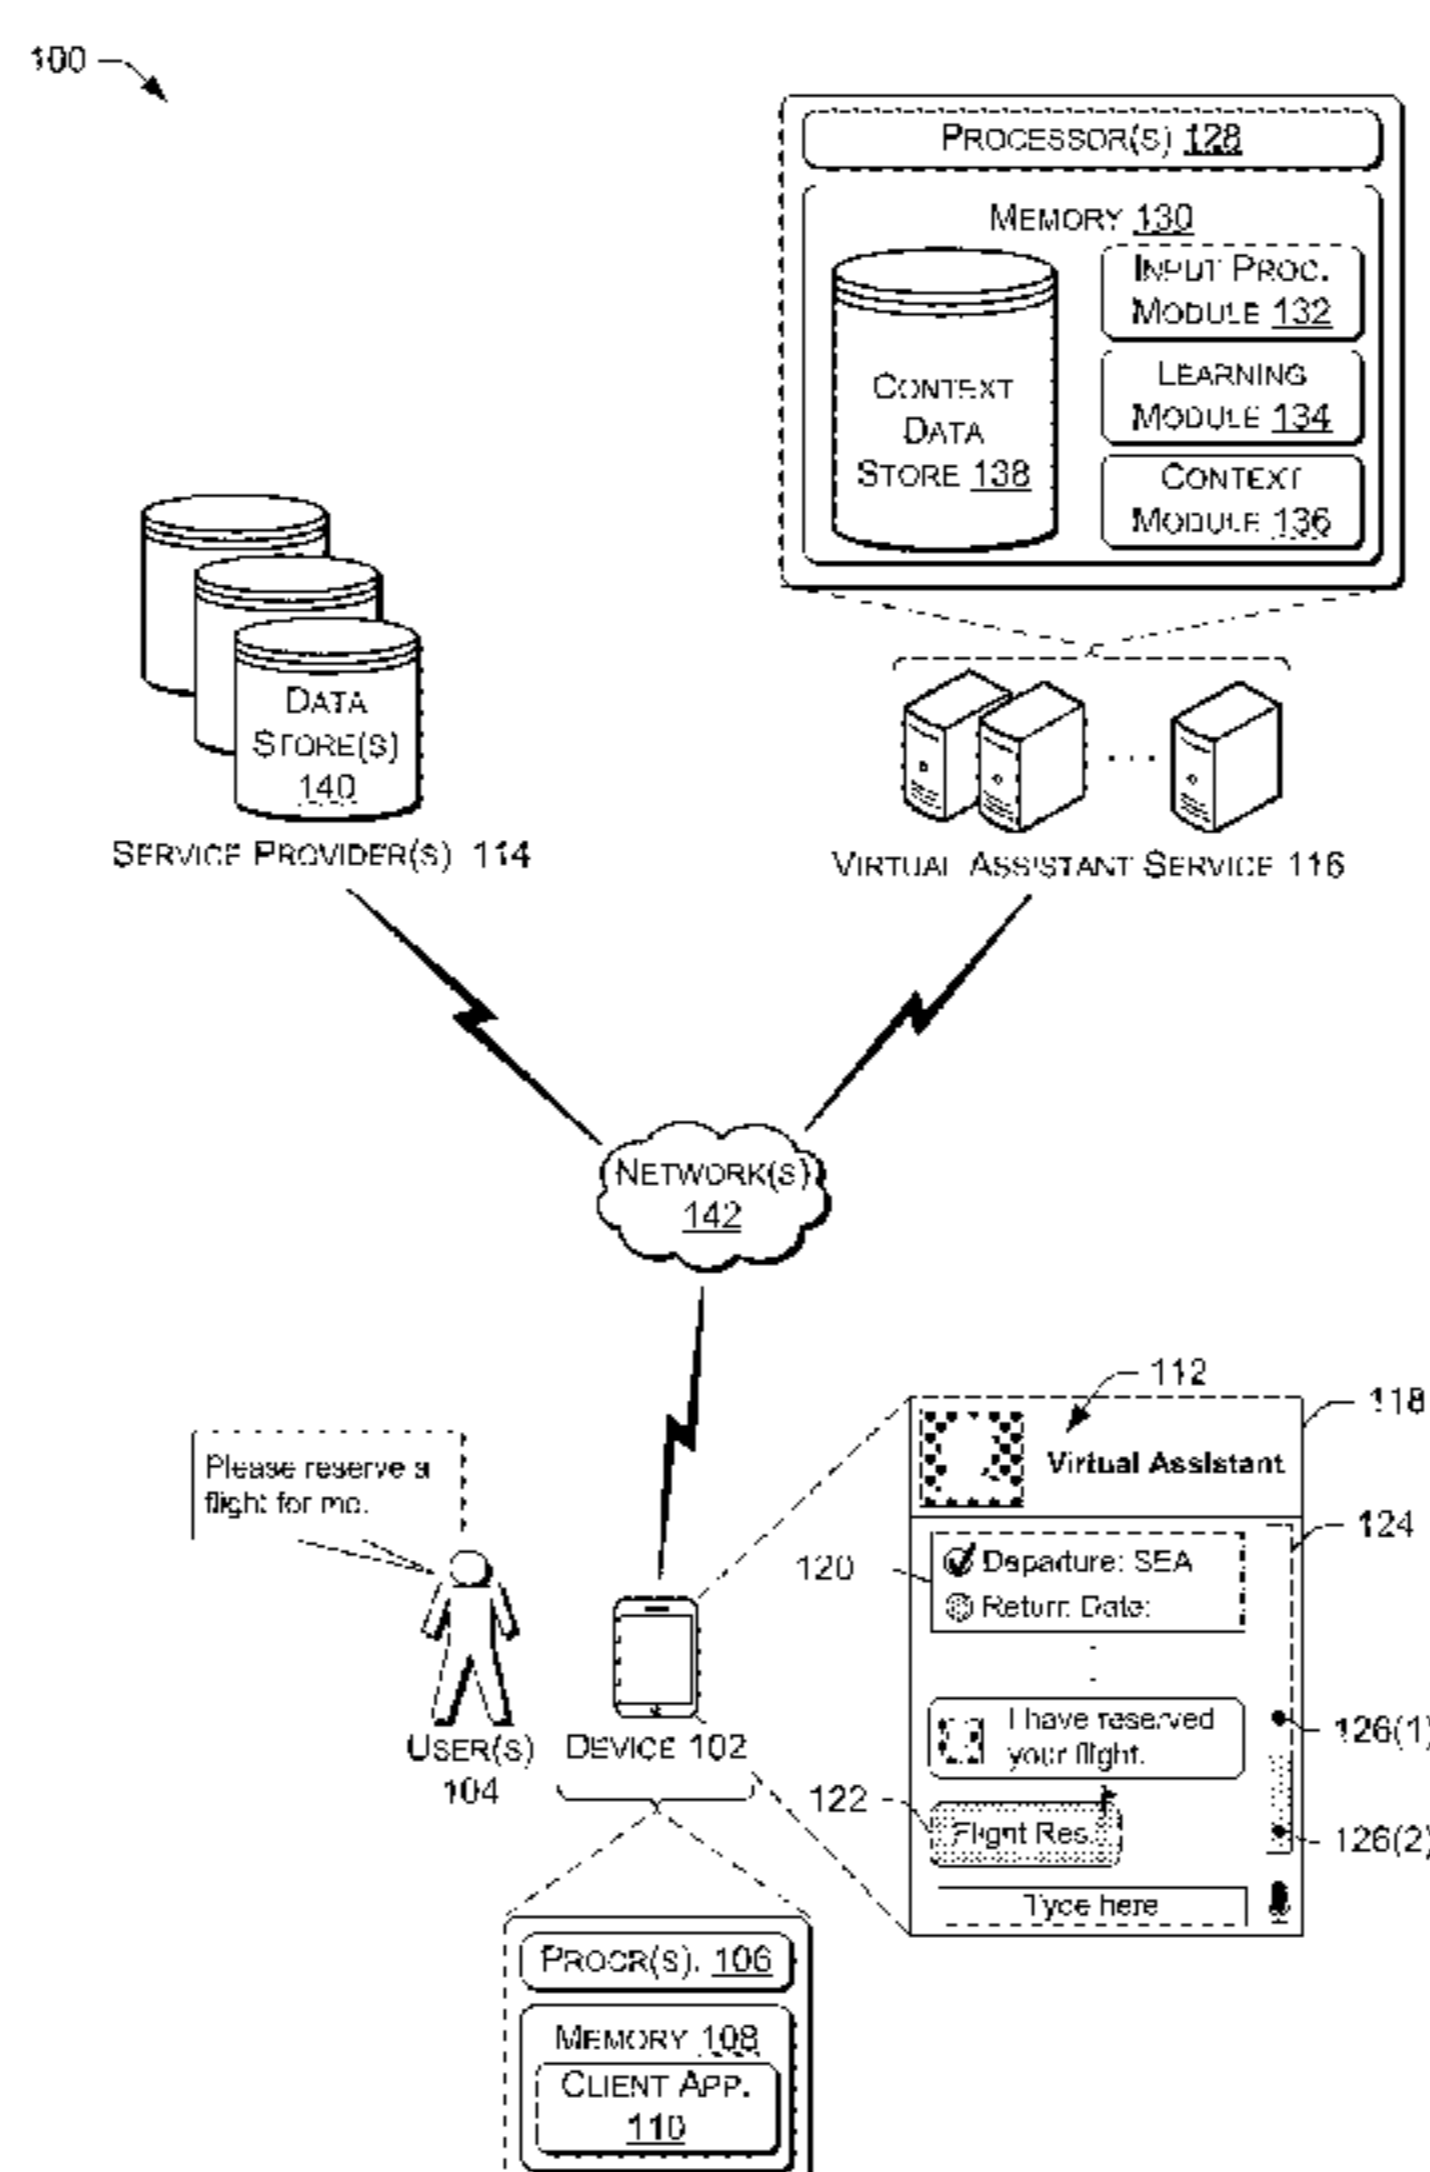 100
PROCESSOR(S) 128
MEMORY 130
INPUT PROC.
MODULE 132
CONTEXT
DATA
STORE 138
LEARNING
MODULE 134
CONTEXT
MODULE 136
DATA
STORE(S)
140
SERVICE PROVIDER(S) 114
VIRTUAL ASSISTANT SERVICE 116
NETWORK(S)
142
112
118
Virtual Assistant
Please reserve a
flight for me.
124
120
Departure: SEA
Return Date:
I have reserved
your flight.
126(1)
USER(S)
104
DEVICE 102
122
Flight Res.
126(2)
Type here
PROCR(S). 106
MEMORY 108
CLIENT APP.
110